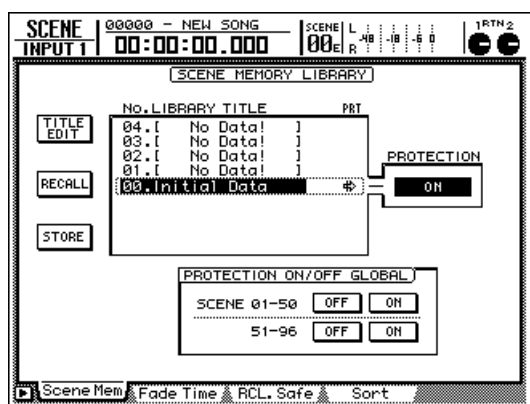 SCENE
INPUT 1
00000 - NEW SONG
00:00:00.000
SCENE
00E
L
R
-48 -18 -6 0
1RTN2
SCENE MEMORY LIBRARY
No.LIBRARY TITLE PRT
TITLE
EDIT
04.[ No Data! ]
03.[ No Data! ]
02.[ No Data! ]
01.[ No Data! ]
00.Initial Data
PROTECTION
ON
RECALL
STORE
PROTECTION ON/OFF GLOBAL
SCENE 01-50 OFF ON
51-96 OFF ON
Scene Mem Fade Time RCL.Safe Sort